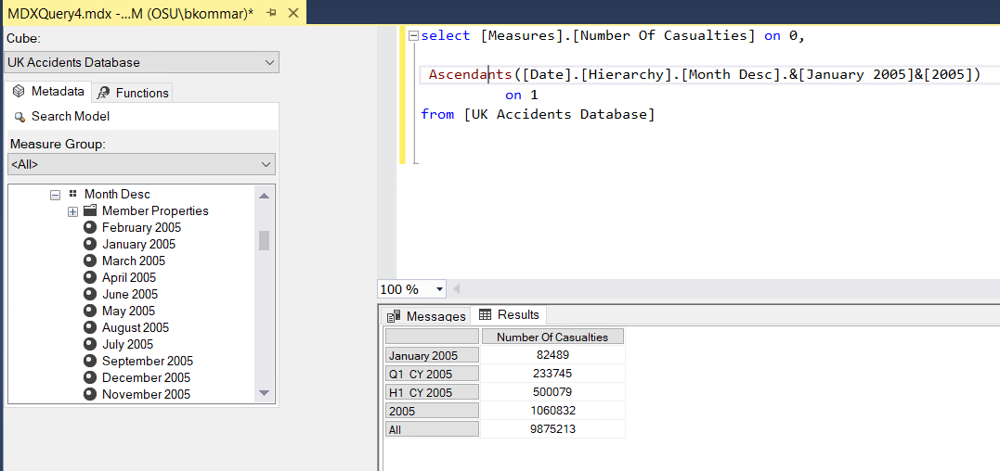 MDXQuery4.mdx -...M (OSU\bkommar)*
Cube:
UK Accidents Database
Metadata
Functions
Search Model
Measure Group:
<All>
Month Desc
Member Properties
February 2005
January 2005
March 2005
April 2005
June 2005
May 2005
August 2005
July 2005
September 2005
December 2005
November 2005
select [Measures].[Number Of Casualties] on 0,
Ascendants([Date].[Hierarchy].[Month Desc].&[January 2005]&[2005])
on 1
from [UK Accidents Database]
100 %
Messages
Results
Number Of Casualties
January 2005 82489
Q1 CY 2005 233745
H1 CY 2005 500079
2005 1060832
All 9875213